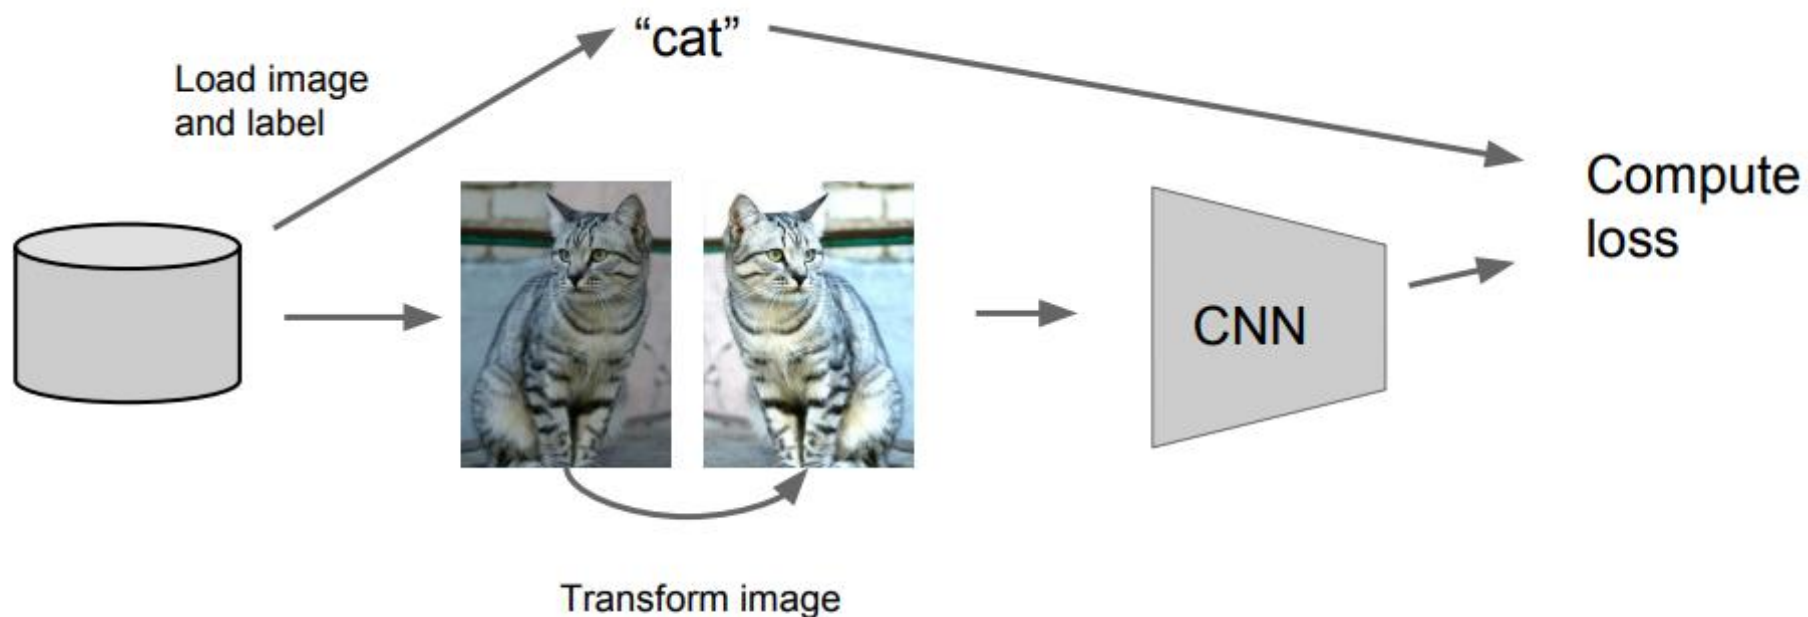 “cat”
Load image
and label
Compute
loss
CNN
Transform image